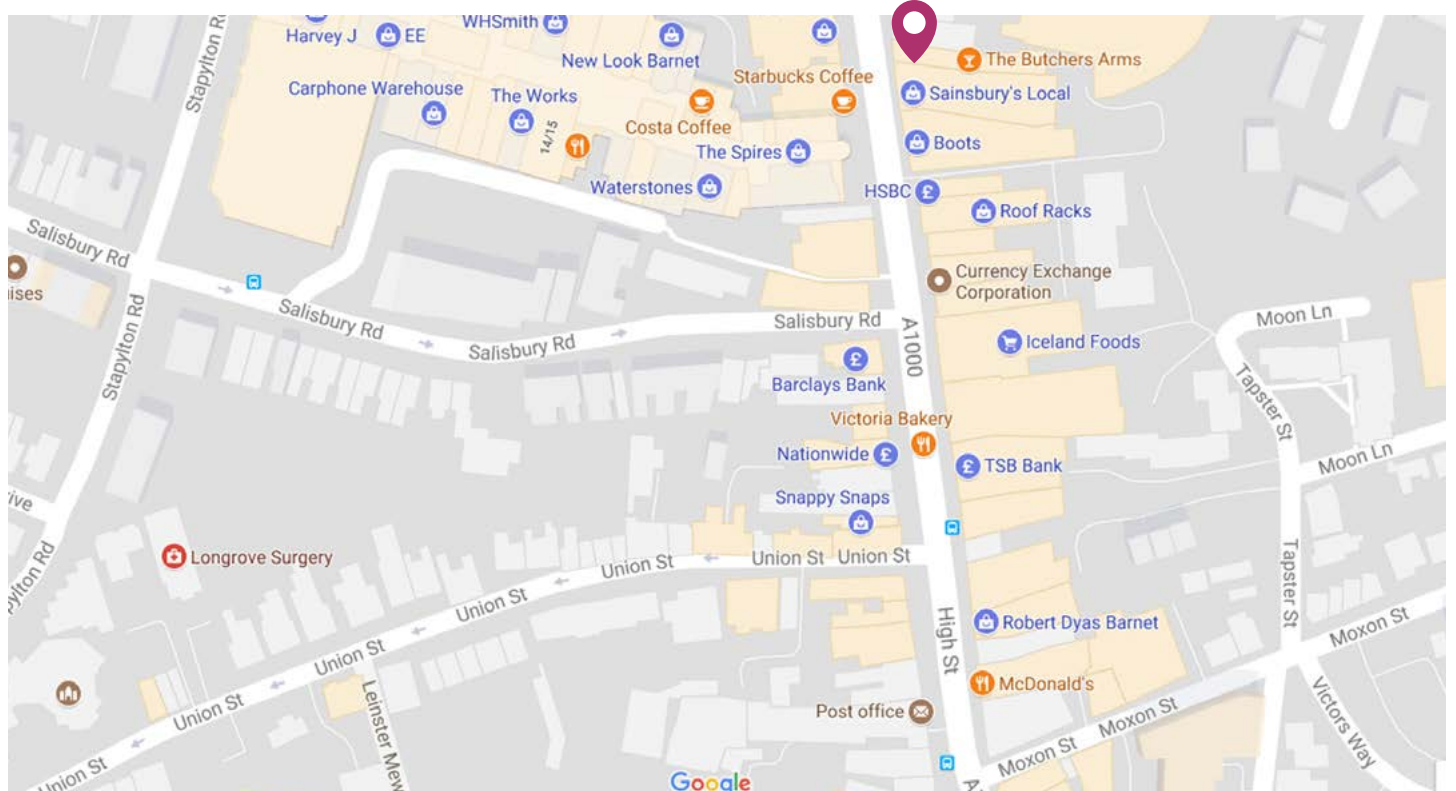 Stapylton Rd
Harvey J
EE
WHSmith
New Look Barnet
Starbucks Coffee
The Butchers Arms
Carphone Warehouse
The Works
14/15
Costa Coffee
Sainsbury's Local
The Spires
Boots
Waterstones
HSBC
Roof Racks
Salisbury Rd
ises
Currency Exchange
Corporation
Salisbury Rd
Salisbury Rd
Salisbury Rd
A1000
Moon Ln
Iceland Foods
Stapylton Rd
Barclays Bank
Tapster St
Victoria Bakery
Nationwide
TSB Bank
Moon Ln
Snappy Snaps
ive
Longrove Surgery
Union St
Union St
Union St
pylton Rd
Tapster St
Union St
High St
Robert Dyas Barnet
Moxon St
Union St
McDonald's
Union St
Leinster Mew
Post office
Moxon St
Victors Way
Moxon St
Union St
Google
A1